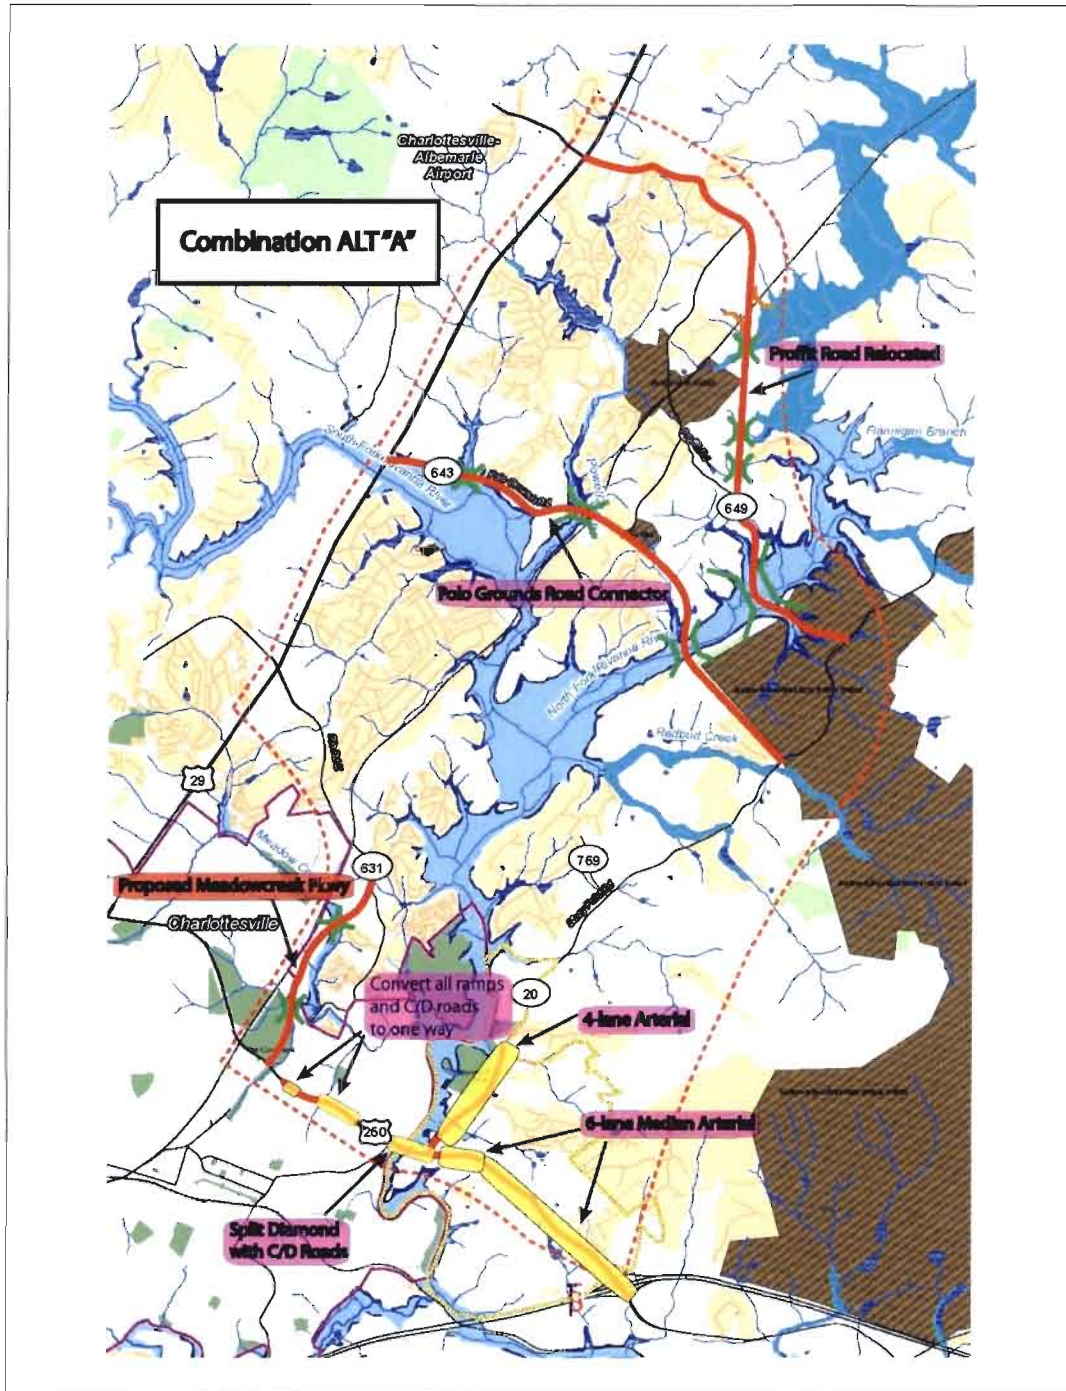 Charlottesville-
Albemarle
Airport
Combination ALT "A"
Proffit Road Relocated
Flannigan Branch
South Fork Rivanna River
643
649
Polo Grounds Road Connector
North Fork Rivanna River
Redbud Creek
29
631
769
Proposed Meadowcreek Pkwy
Charlottesville
Convert all ramps
and C/D roads
to one way
20
4-lane Arterial
250
6-lane Median Arterial
Split Diamond
with C/D Roads